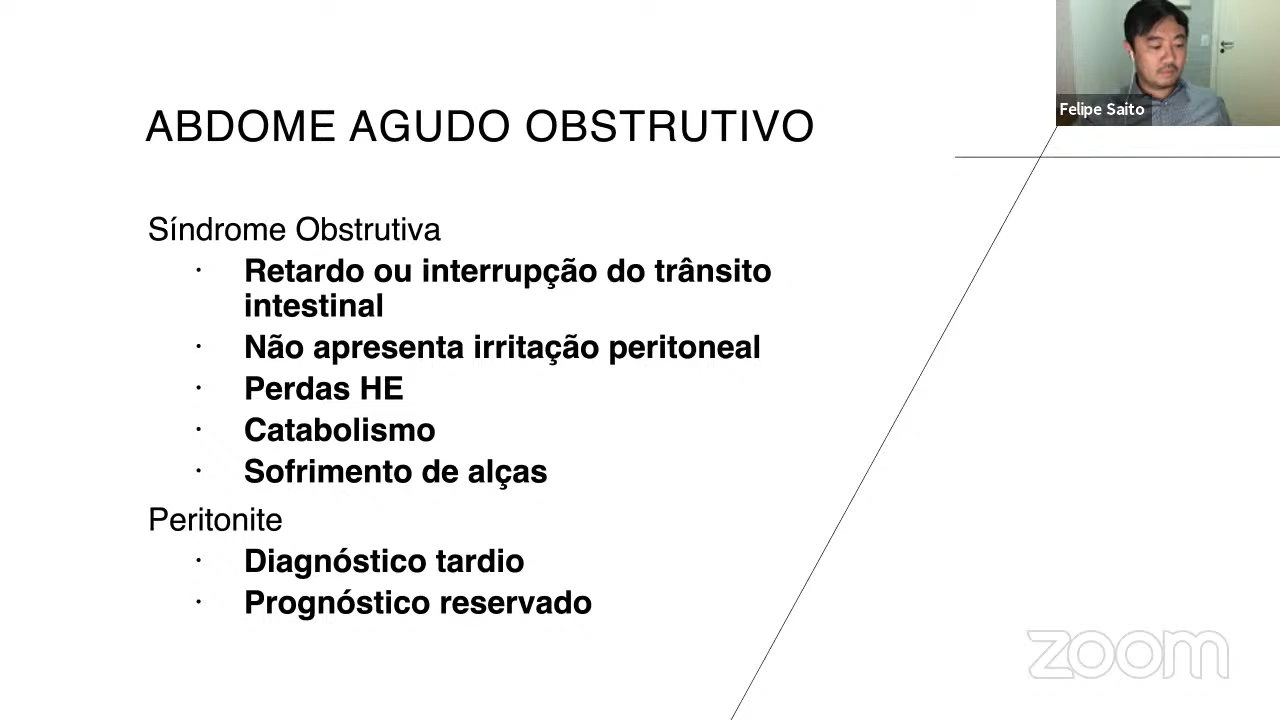 Felipe Saito
ABDOME AGUDO OBSTRUTIVO
Síndrome Obstrutiva
· Retardo ou interrupção do trânsito
intestinal
· Não apresenta irritação peritoneal
· Perdas HE
· Catabolismo
· Sofrimento de alças
Peritonite
· Diagnóstico tardio
· Prognóstico reservado
zoom